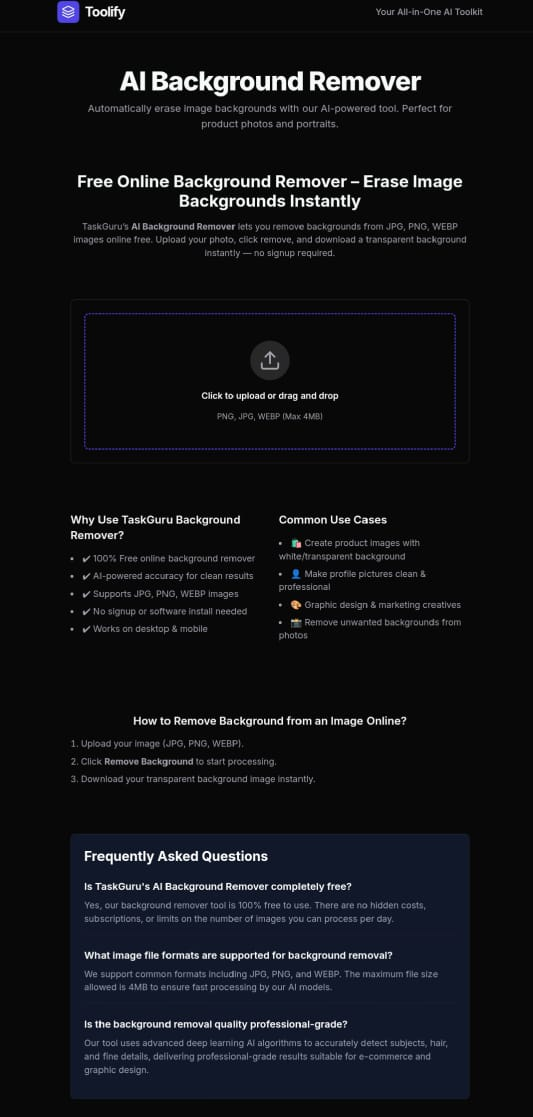 Toolify
Your All-in-One AI Toolkit
AI Background Remover
Automatically erase image backgrounds with our AI-powered tool. Perfect for
product photos and portraits.
Free Online Background Remover – Erase Image
Backgrounds Instantly
TaskGuru's AI Background Remover lets you remove backgrounds from JPG, PNG, WEBP
images online free. Upload your photo, click remove, and download a transparent background
instantly — no signup required.
Click to upload or drag and drop
PNG, JPG, WEBP (Max 4MB)
Why Use TaskGuru Background
Remover?
• ✔ 100% Free online background remover
• ✔ AI-powered accuracy for clean results
• ✔ Supports JPG, PNG, WEBP images
• ✔ No signup or software install needed
• ✔ Works on desktop & mobile
Common Use Cases
• 🛍️ Create product images with
white/transparent background
• 👤 Make profile pictures clean &
professional
• 🎨 Graphic design & marketing creatives
• 📸 Remove unwanted backgrounds from
photos
How to Remove Background from an Image Online?
1. Upload your image (JPG, PNG, WEBP).
2. Click Remove Background to start processing.
3. Download your transparent background image instantly.
Frequently Asked Questions
Is TaskGuru's AI Background Remover completely free?
Yes, our background remover tool is 100% free to use. There are no hidden costs,
subscriptions, or limits on the number of images you can process per day.
What image file formats are supported for background removal?
We support common formats including JPG, PNG, and WEBP. The maximum file size
allowed is 4MB to ensure fast processing by our AI models.
Is the background removal quality professional-grade?
Our tool uses advanced deep learning AI algorithms to accurately detect subjects, hair,
and fine details, delivering professional-grade results suitable for e-commerce and
graphic design.